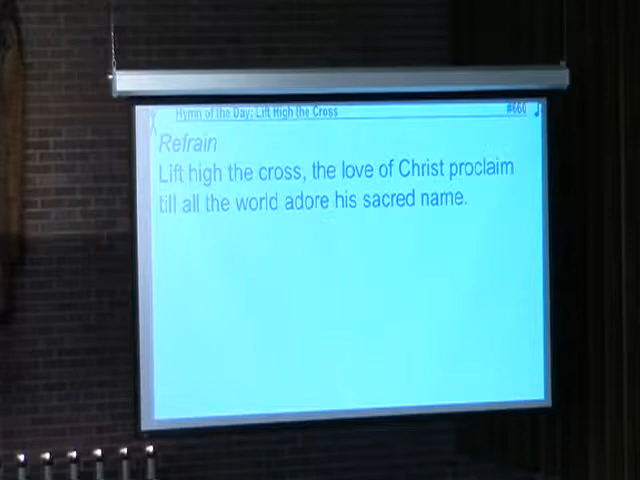 Hymn of the Day: Lift High the Cross #660
Refrain
Lift high the cross, the love of Christ proclaim
till all the world adore his sacred name.